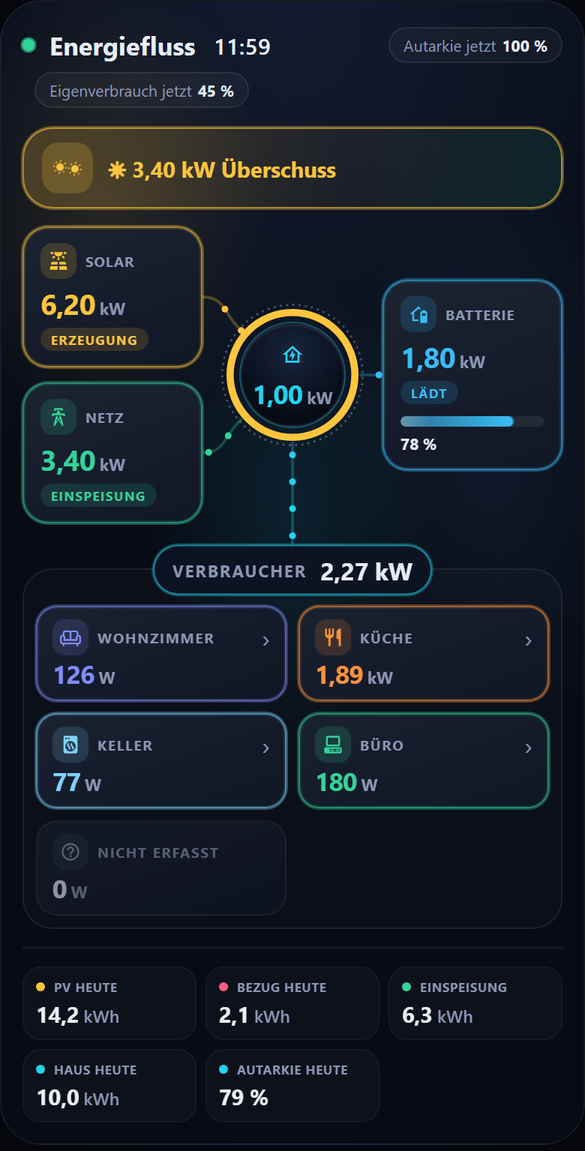 Energiefluss 11:59
Autarkie jetzt 100 %
Eigenverbrauch jetzt 45 %
3,40 kW Überschuss
SOLAR
6,20 kW
ERZEUGUNG
NETZ
3,40 kW
EINSPEISUNG
1,00 kW
BATTERIE
1,80 kW
LÄDT
78 %
VERBRAUCHER 2,27 kW
WOHNZIMMER ›
126 W
KÜCHE ›
1,89 kW
KELLER ›
77 W
BÜRO ›
180 W
NICHT ERFASST
0 W
PV HEUTE
14,2 kWh
BEZUG HEUTE
2,1 kWh
EINSPEISUNG
6,3 kWh
HAUS HEUTE
10,0 kWh
AUTARKIE HEUTE
79 %